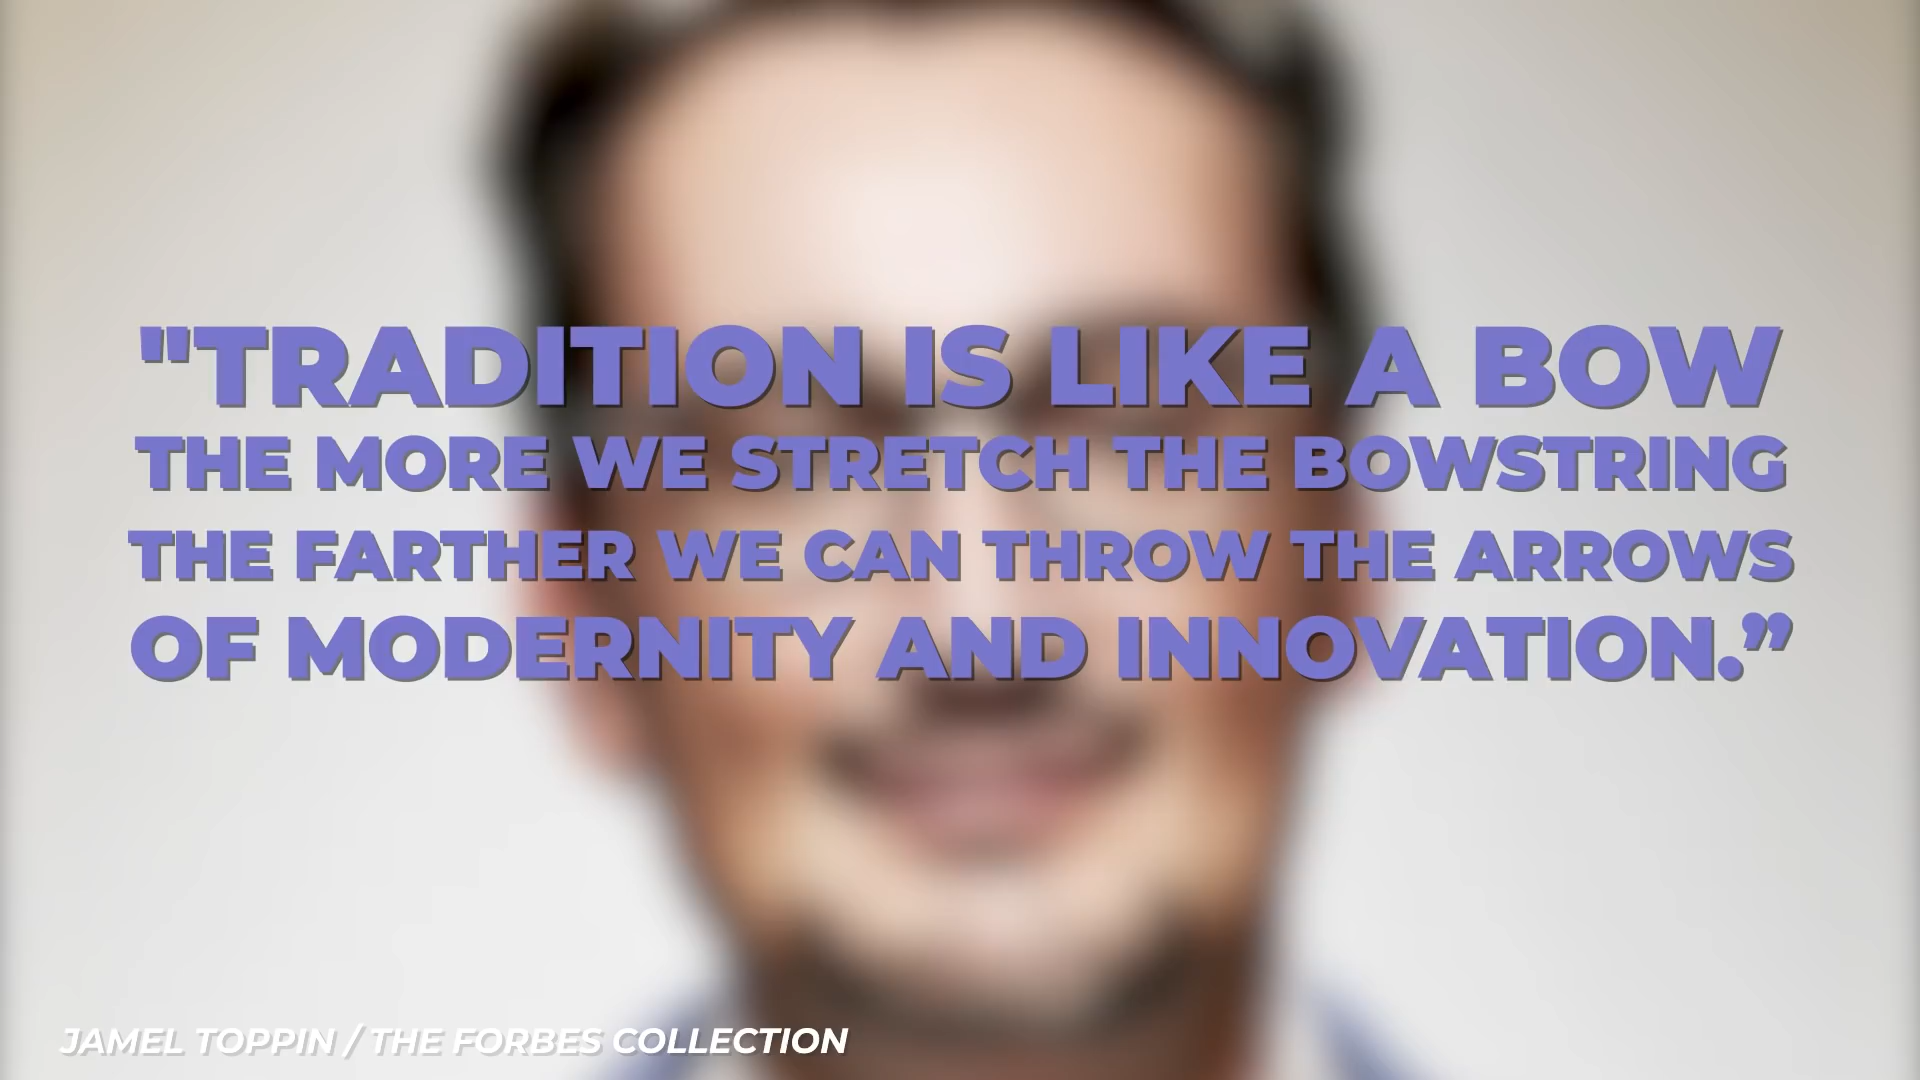 "TRADITION IS LIKE A BOW
THE MORE WE STRETCH THE BOWSTRING
THE FARTHER WE CAN THROW THE ARROWS
OF MODERNITY AND INNOVATION.”
JAMEL TOPPIN / THE FORBES COLLECTION